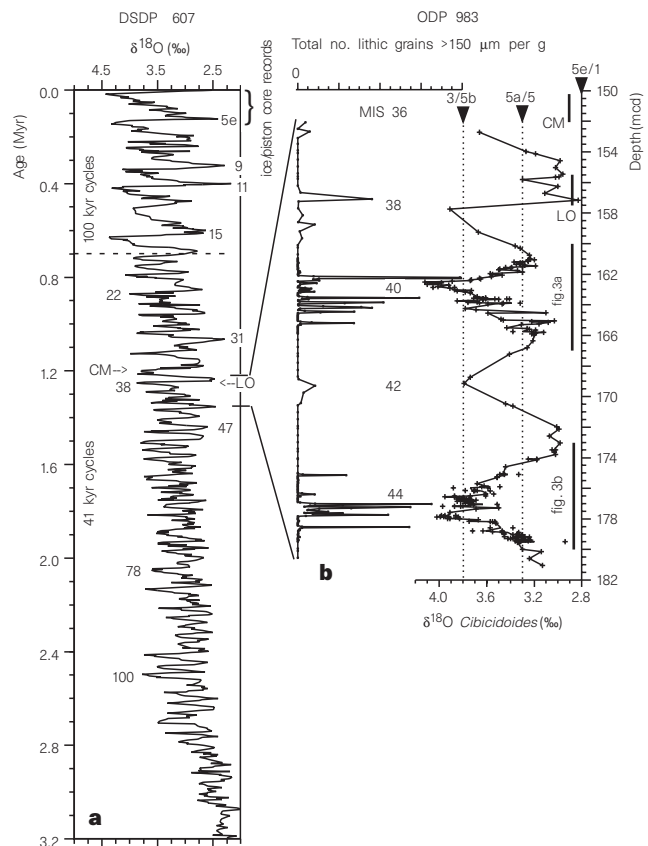 DSDP 607
ODP 983
δ18O (‰)
4.5 3.5 2.5
Total no. lithic grains >150 µm per g
0
5e/1
3/5b
5a/5
MIS 36
CM
LO
38
40
42
44
fig.3a
fig. 3b
Depth(mcd)
150
154
158
162
166
170
174
178
182
4.0 3.6 3.2 2.8
δ18O Cibicidoides (‰)
b
ice/piston core records
Age (Myr)
0.0
0.4
0.8
1.2
1.6
2.0
2.4
2.8
3.2
100 kyr cycles
41 kyr cycles
5e
9
11
15
22
31
CM-->
38
<--LO
47
78
100
a